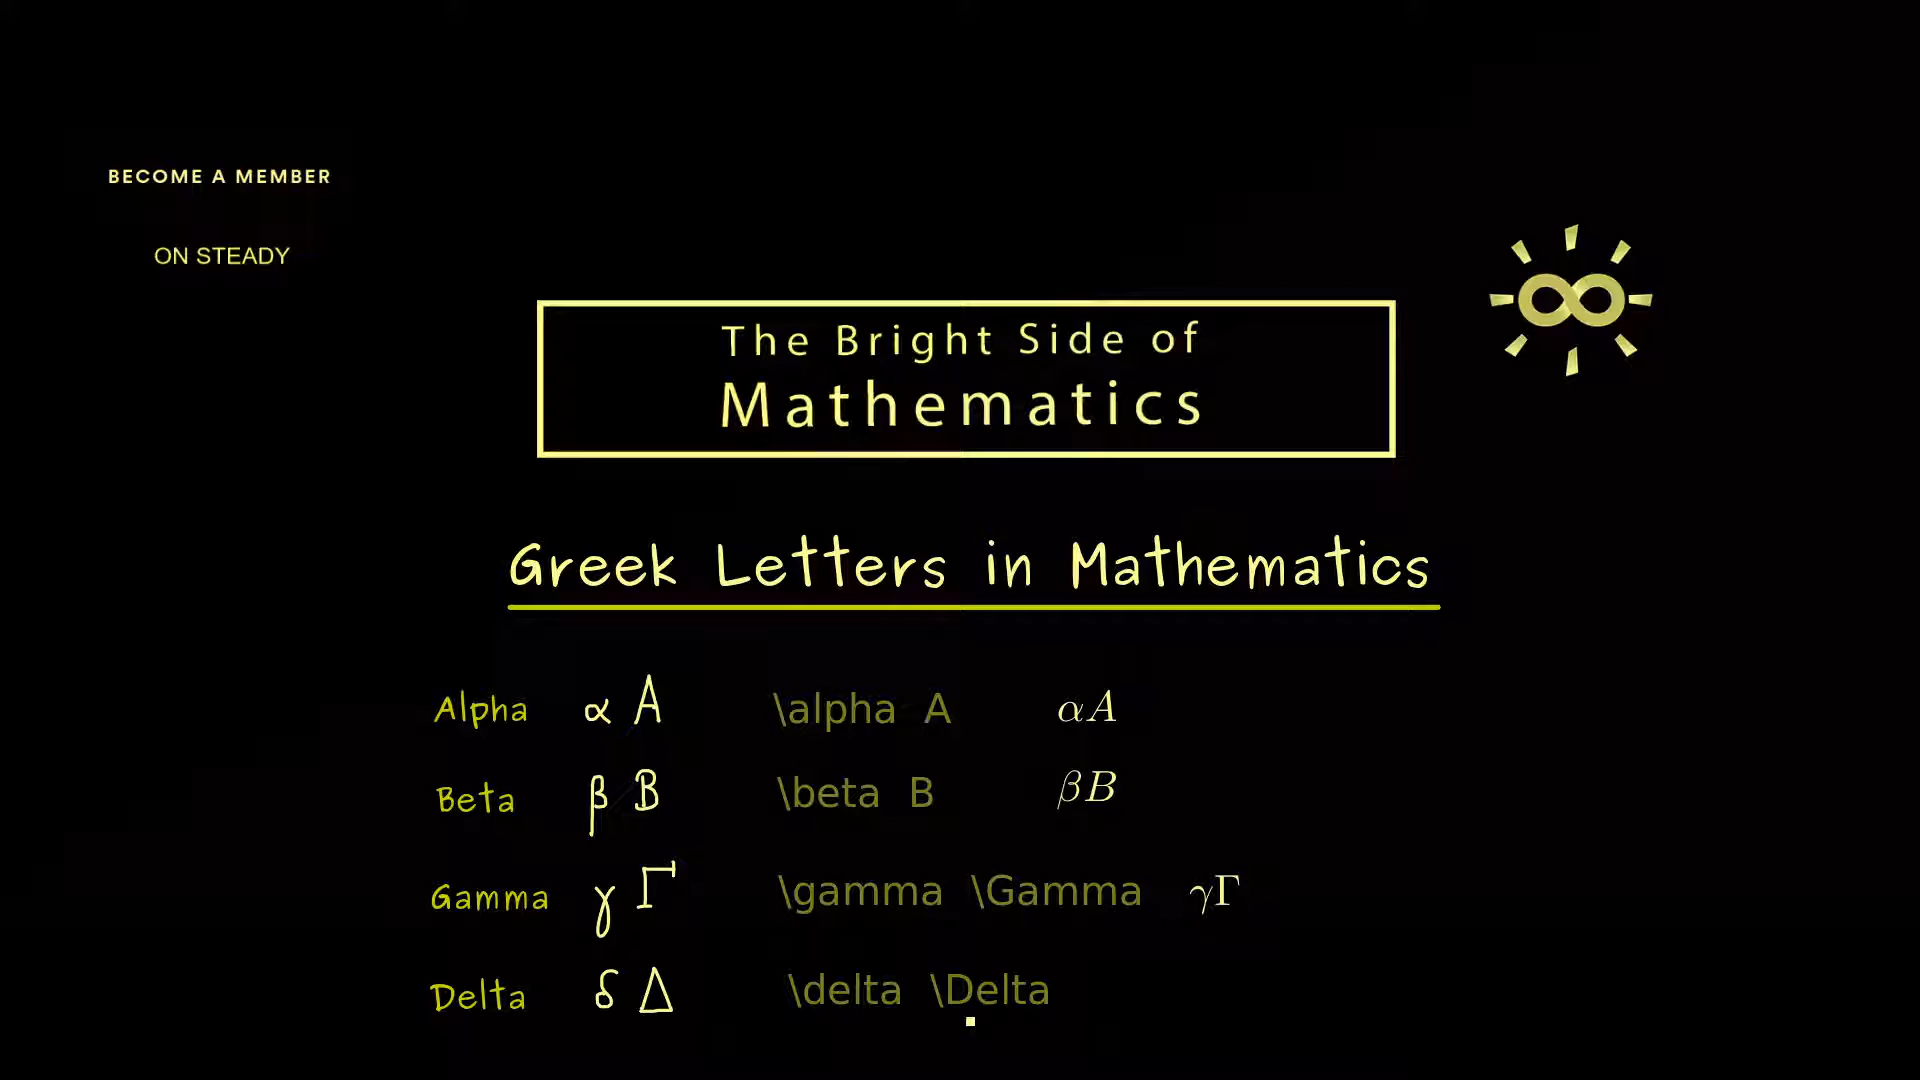 BECOME A MEMBER
ON STEADY
The Bright Side of
Mathematics
Greek Letters in Mathematics
Alpha α A \alpha A αA
Beta β B \beta B βB
Gamma γ Γ \gamma \Gamma γΓ
Delta δ Δ \delta \Delta